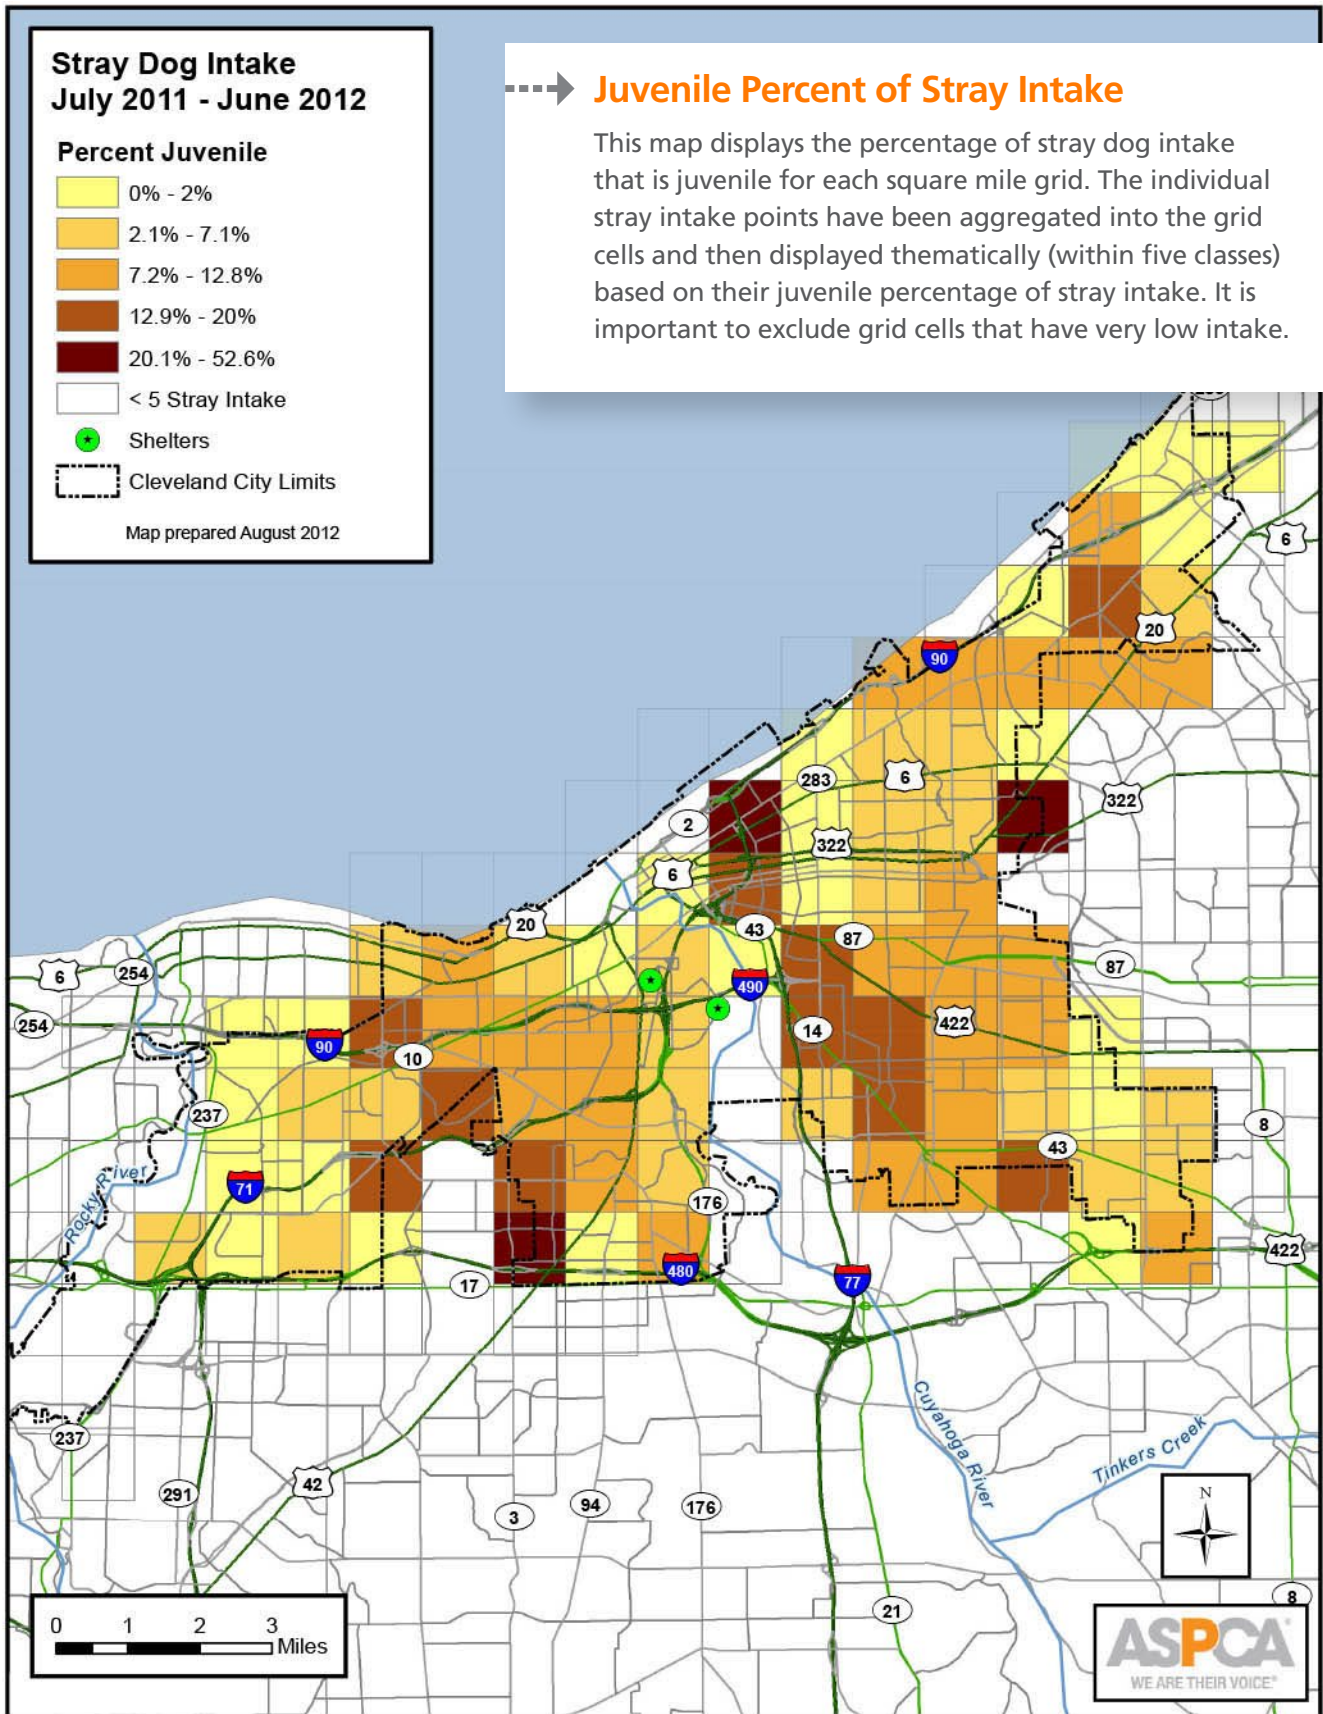 Stray Dog Intake
July 2011 - June 2012
Percent Juvenile
0% - 2%
2.1% - 7.1%
7.2% - 12.8%
12.9% - 20%
20.1% - 52.6%
< 5 Stray Intake
Shelters
Cleveland City Limits
Map prepared August 2012
Juvenile Percent of Stray Intake
This map displays the percentage of stray dog intake
that is juvenile for each square mile grid. The individual
stray intake points have been aggregated into the grid
cells and then displayed thematically (within five classes)
based on their juvenile percentage of stray intake. It is
important to exclude grid cells that have very low intake.
6
20
90
283
6
322
2
322
6
20
43
87
6
254
87
490
254
14
422
90
10
237
8
43
Rocky River
71
176
422
480
17
77
Cuyahoga River
237
Tinkers Creek
42
291
94
176
3
N
8
21
0 1 2 3
Miles
ASPCA®
WE ARE THEIR VOICE®